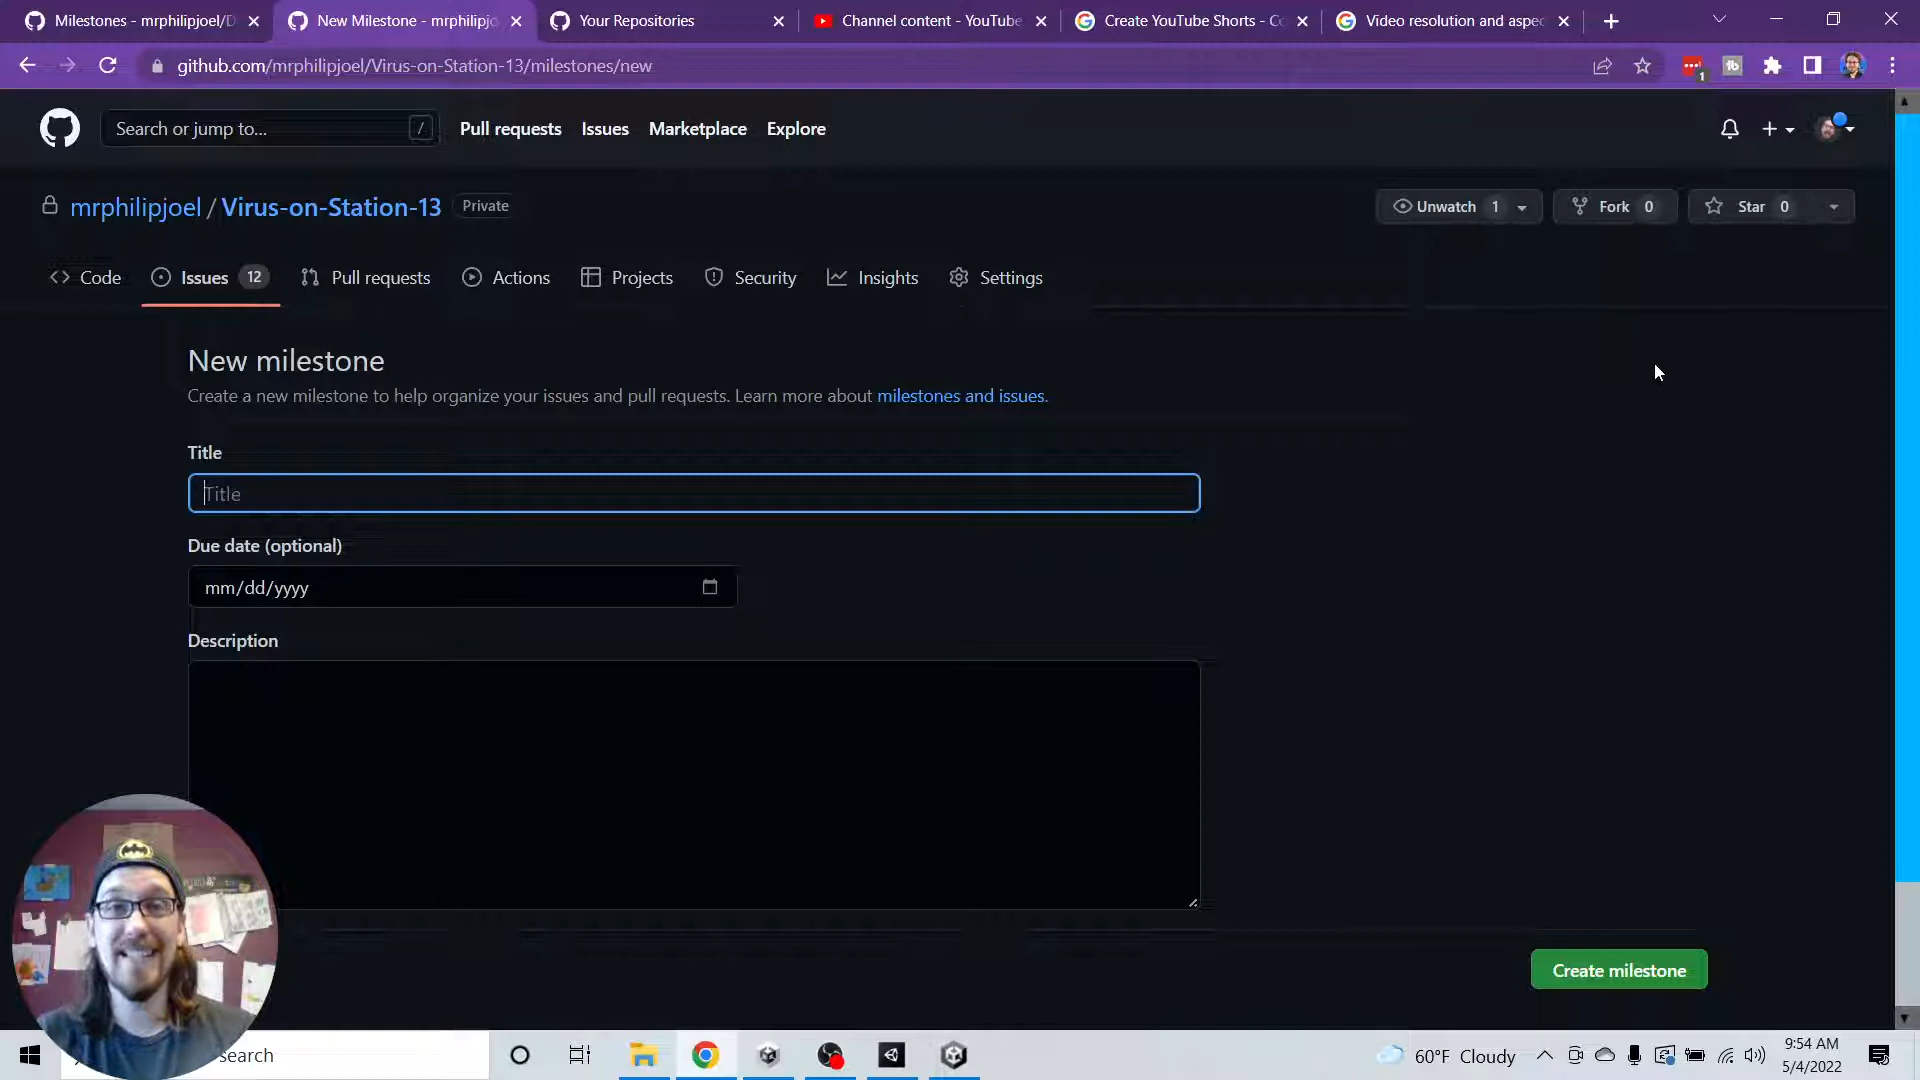 Milestones - mrphilipjoel/D
New Milestone - mrphilipjo
Your Repositories
Channel content - YouTube
Create YouTube Shorts - Co
Video resolution and aspec
github.com/mrphilipjoel/Virus-on-Station-13/milestones/new
1
Search or jump to...
/
Pull requests
Issues
Marketplace
Explore
mrphilipjoel / Virus-on-Station-13
Private
Unwatch 1
Fork 0
Star 0
Code
Issues 12
Pull requests
Actions
Projects
Security
Insights
Settings
New milestone
Create a new milestone to help organize your issues and pull requests. Learn more about milestones and issues.
Title
Title
Due date (optional)
mm/dd/yyyy
Description
Create milestone
search
60°F Cloudy
9:54 AM
5/4/2022